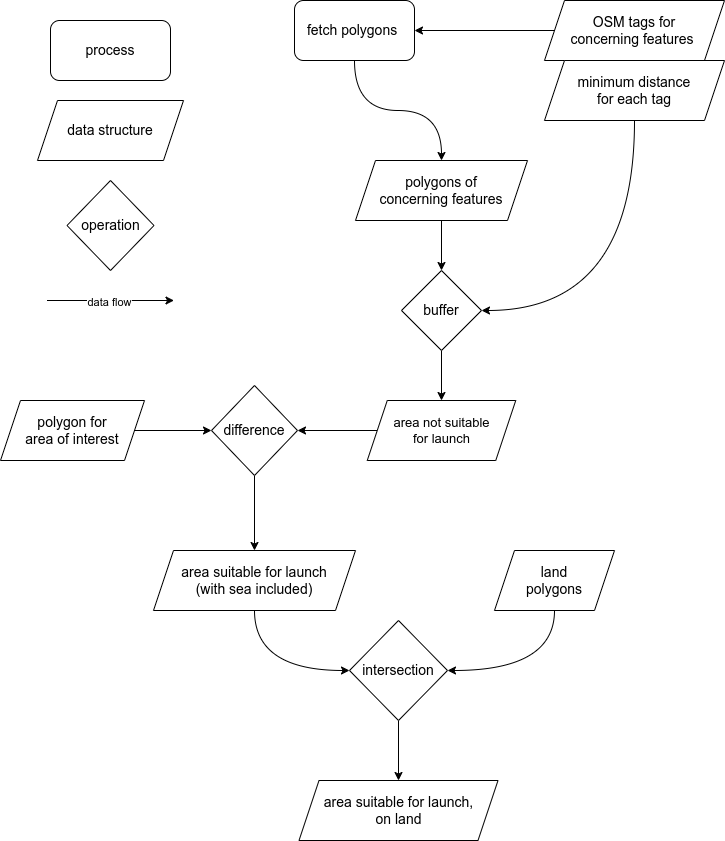 process
data structure
operation
data flow
fetch polygons
OSM tags for
concerning features
minimum distance
for each tag
polygons of
concerning features
buffer
polygon for
area of interest
difference
area not suitable
for launch
area suitable for launch
(with sea included)
land
polygons
intersection
area suitable for launch,
on land